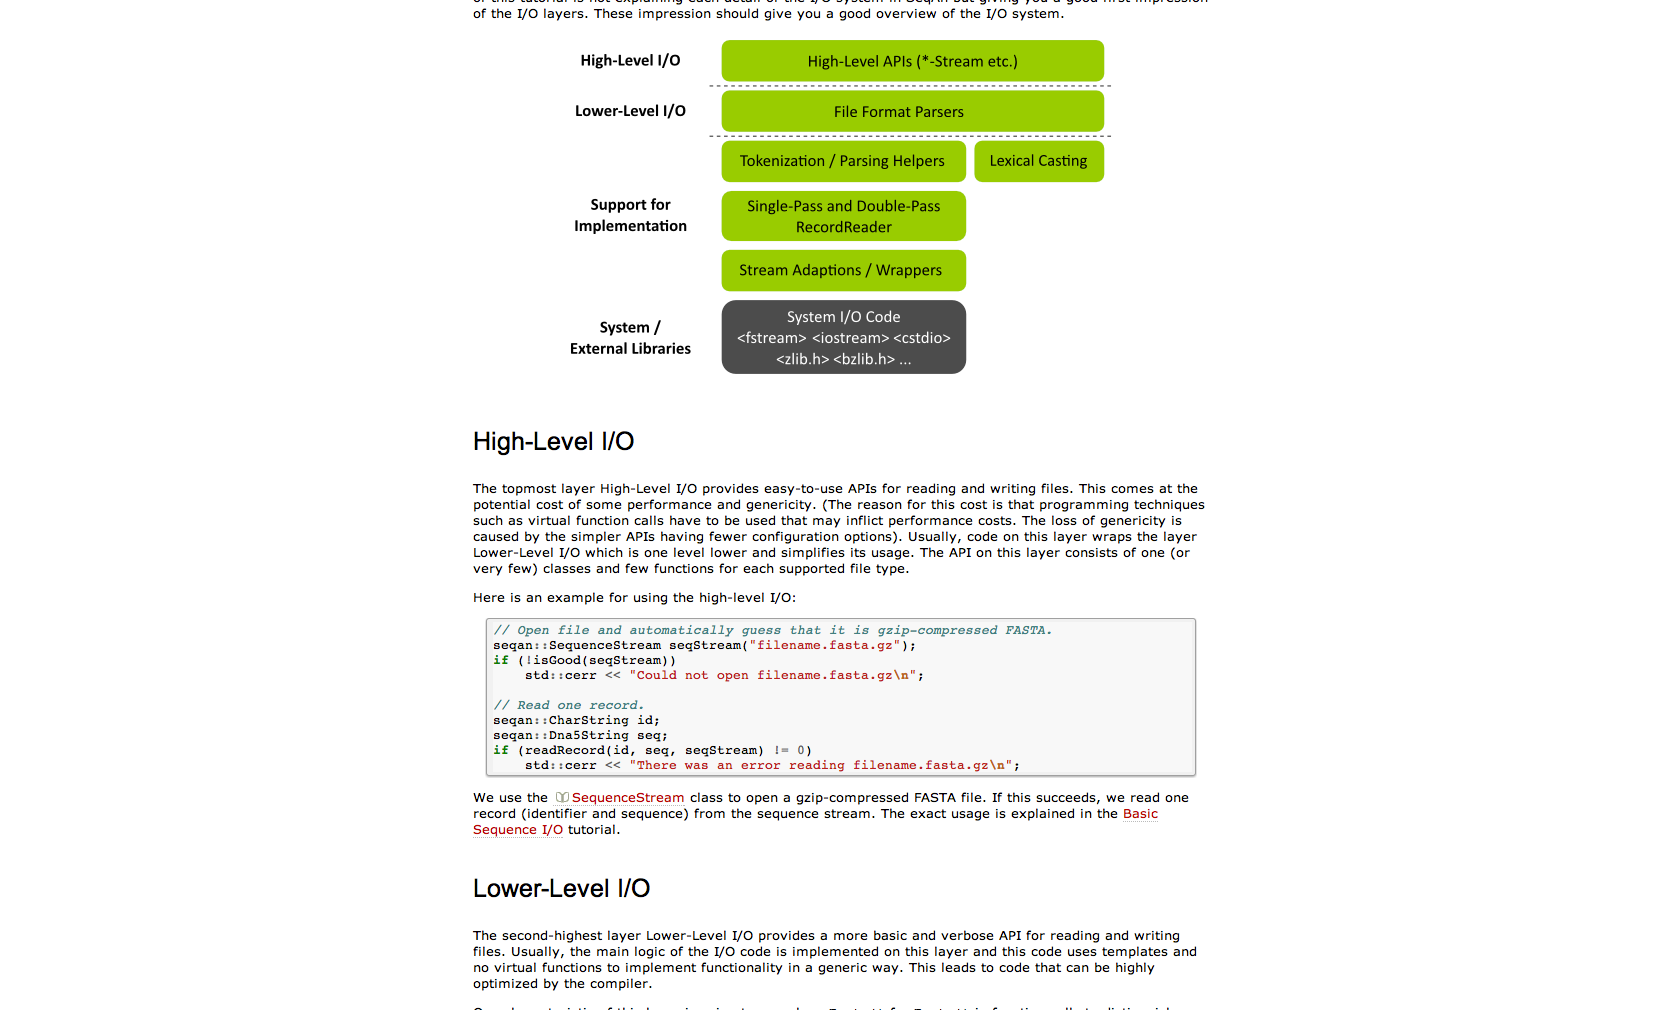 of the I/O layers. These impression should give you a good overview of the I/O system.
High-Level I/O
High-Level APIs (*-Stream etc.)
Lower-Level I/O
File Format Parsers
Tokenization / Parsing Helpers
Lexical Casting
Support for
Implementation
Single-Pass and Double-Pass
RecordReader
Stream Adaptions / Wrappers
System /
External Libraries
System I/O Code
<fstream> <iostream> <cstdio>
<zlib.h> <bzlib.h> ...
High-Level I/O
The topmost layer High-Level I/O provides easy-to-use APIs for reading and writing files. This comes at the
potential cost of some performance and genericity. (The reason for this cost is that programming techniques
such as virtual function calls have to be used that may inflict performance costs. The loss of genericity is
caused by the simpler APIs having fewer configuration options). Usually, code on this layer wraps the layer
Lower-Level I/O which is one level lower and simplifies its usage. The API on this layer consists of one (or
very few) classes and few functions for each supported file type.
Here is an example for using the high-level I/O:
// Open file and automatically guess that it is gzip-compressed FASTA.
seqan::SequenceStream seqStream("filename.fasta.gz");
if (!isGood(seqStream))
    std::cerr << "Could not open filename.fasta.gz\n";
// Read one record.
seqan::CharString id;
seqan::Dna5String seq;
if (readRecord(id, seq, seqStream) != 0)
    std::cerr << "There was an error reading filename.fasta.gz\n";
We use the SequenceStream class to open a gzip-compressed FASTA file. If this succeeds, we read one
record (identifier and sequence) from the sequence stream. The exact usage is explained in the Basic
Sequence I/O tutorial.
Lower-Level I/O
The second-highest layer Lower-Level I/O provides a more basic and verbose API for reading and writing
files. Usually, the main logic of the I/O code is implemented on this layer and this code uses templates and
no virtual functions to implement functionality in a generic way. This leads to code that can be highly
optimized by the compiler.